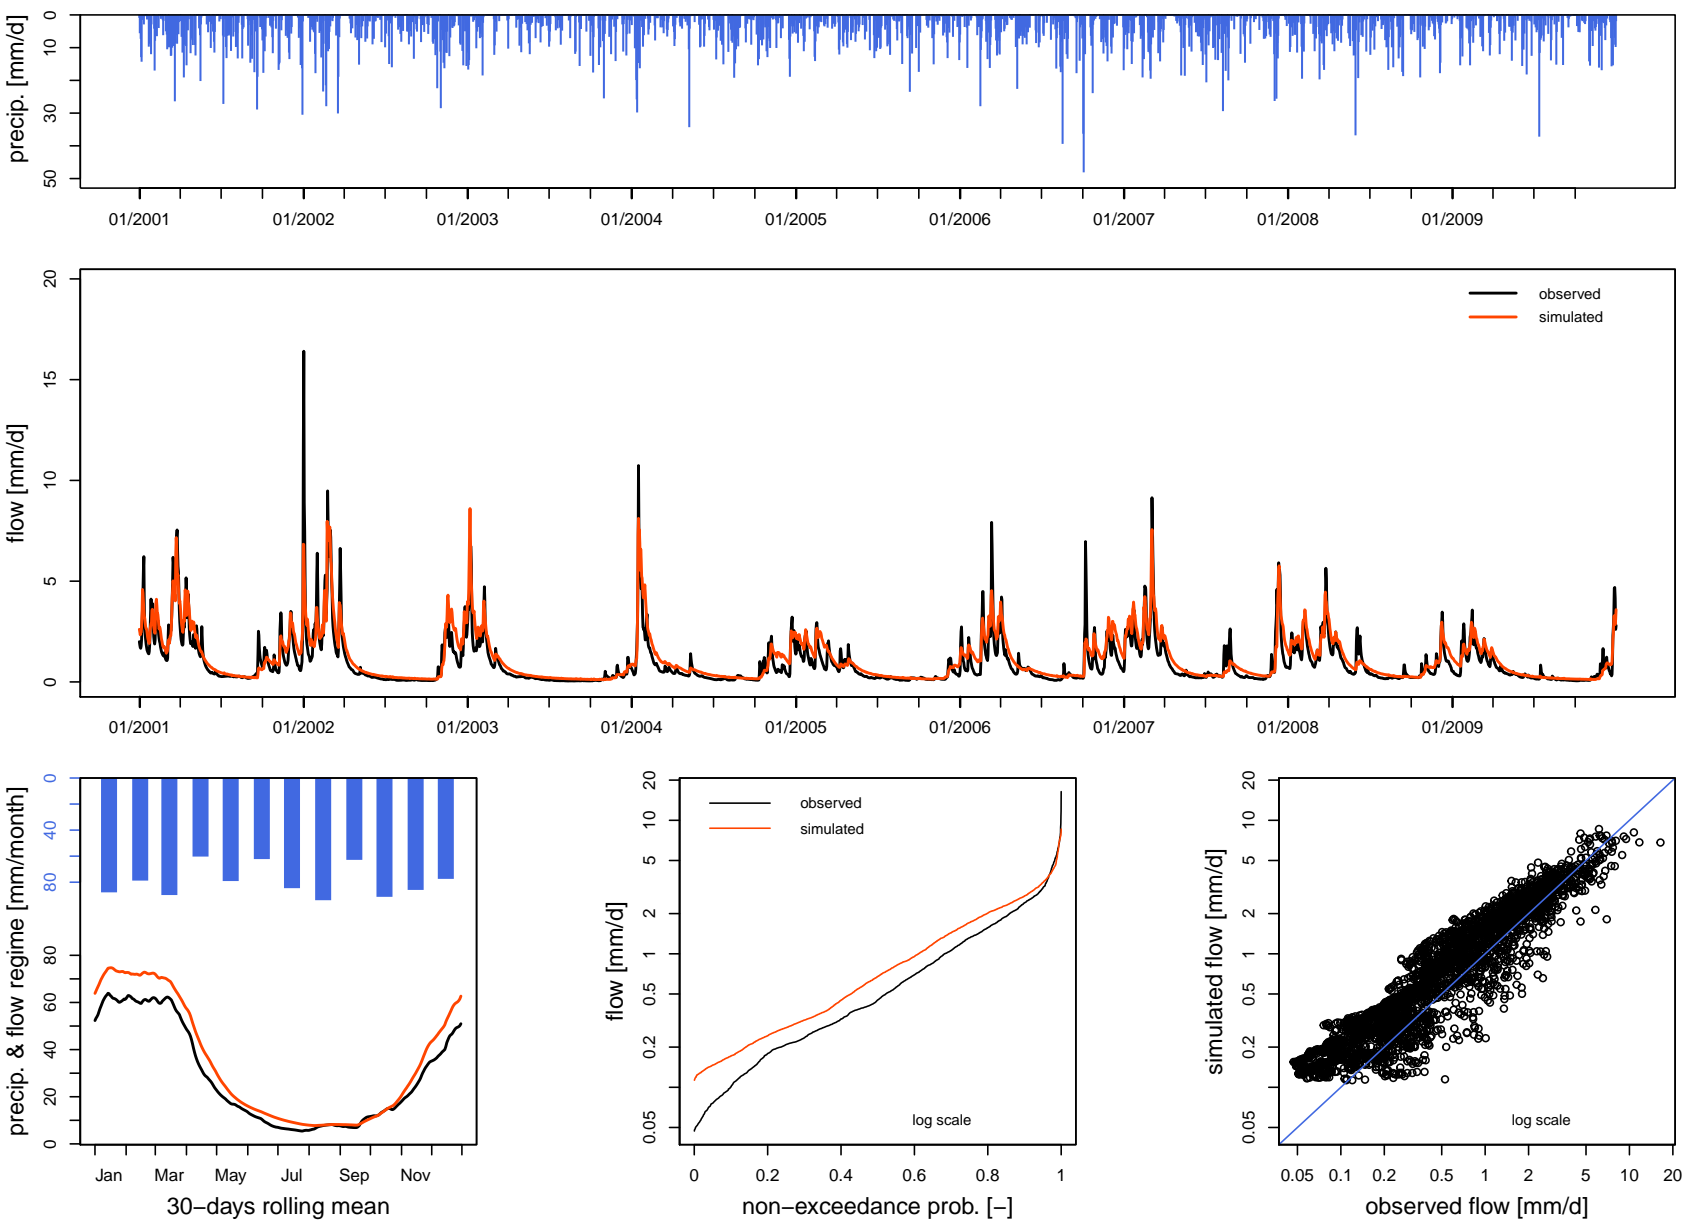 precip. [mm/d]
0
10
30
50
01/2001 01/2002 01/2003 01/2004 01/2005 01/2006 01/2007 01/2008 01/2009
flow [mm/d]
20
15
10
5
0
observed
simulated
01/2001 01/2002 01/2003 01/2004 01/2005 01/2006 01/2007 01/2008 01/2009
precip. & flow regime [mm/month]
0
40
80
80
60
40
20
0
Jan Mar May Jul Sep Nov
30−days rolling mean
flow [mm/d]
20
10
5
2
1
0.5
0.2
0.05
observed
simulated
log scale
0 0.2 0.4 0.6 0.8 1
non−exceedance prob. [−]
simulated flow [mm/d]
20
10
5
2
1
0.5
0.2
0.05
log scale
0.05 0.1 0.2 0.5 1 2 5 10 20
observed flow [mm/d]